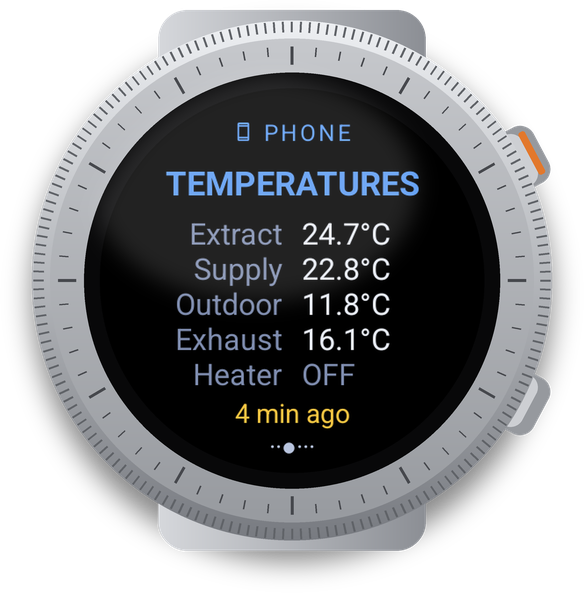 PHONE
TEMPERATURES
Extract 24.7°C
Supply 22.8°C
Outdoor 11.8°C
Exhaust 16.1°C
Heater OFF
4 min ago